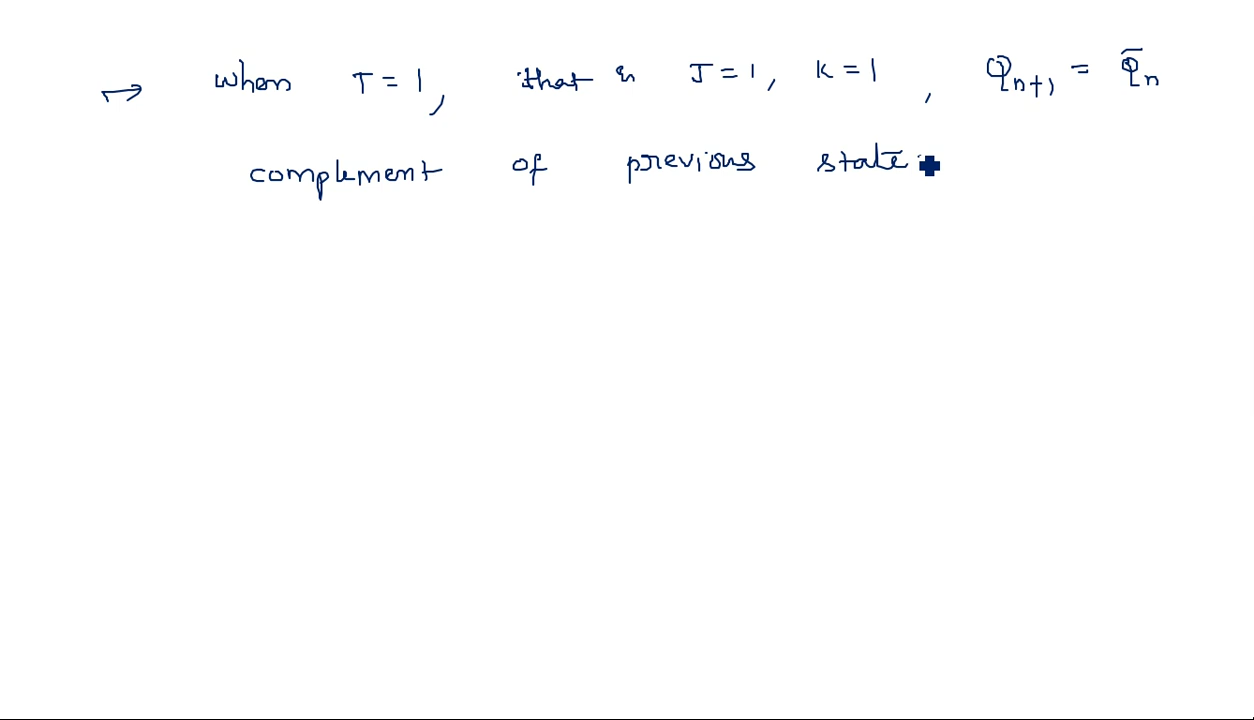 → when T = 1, that is J = 1, K = 1, Qn+1 = Q̅n
complement of previous state